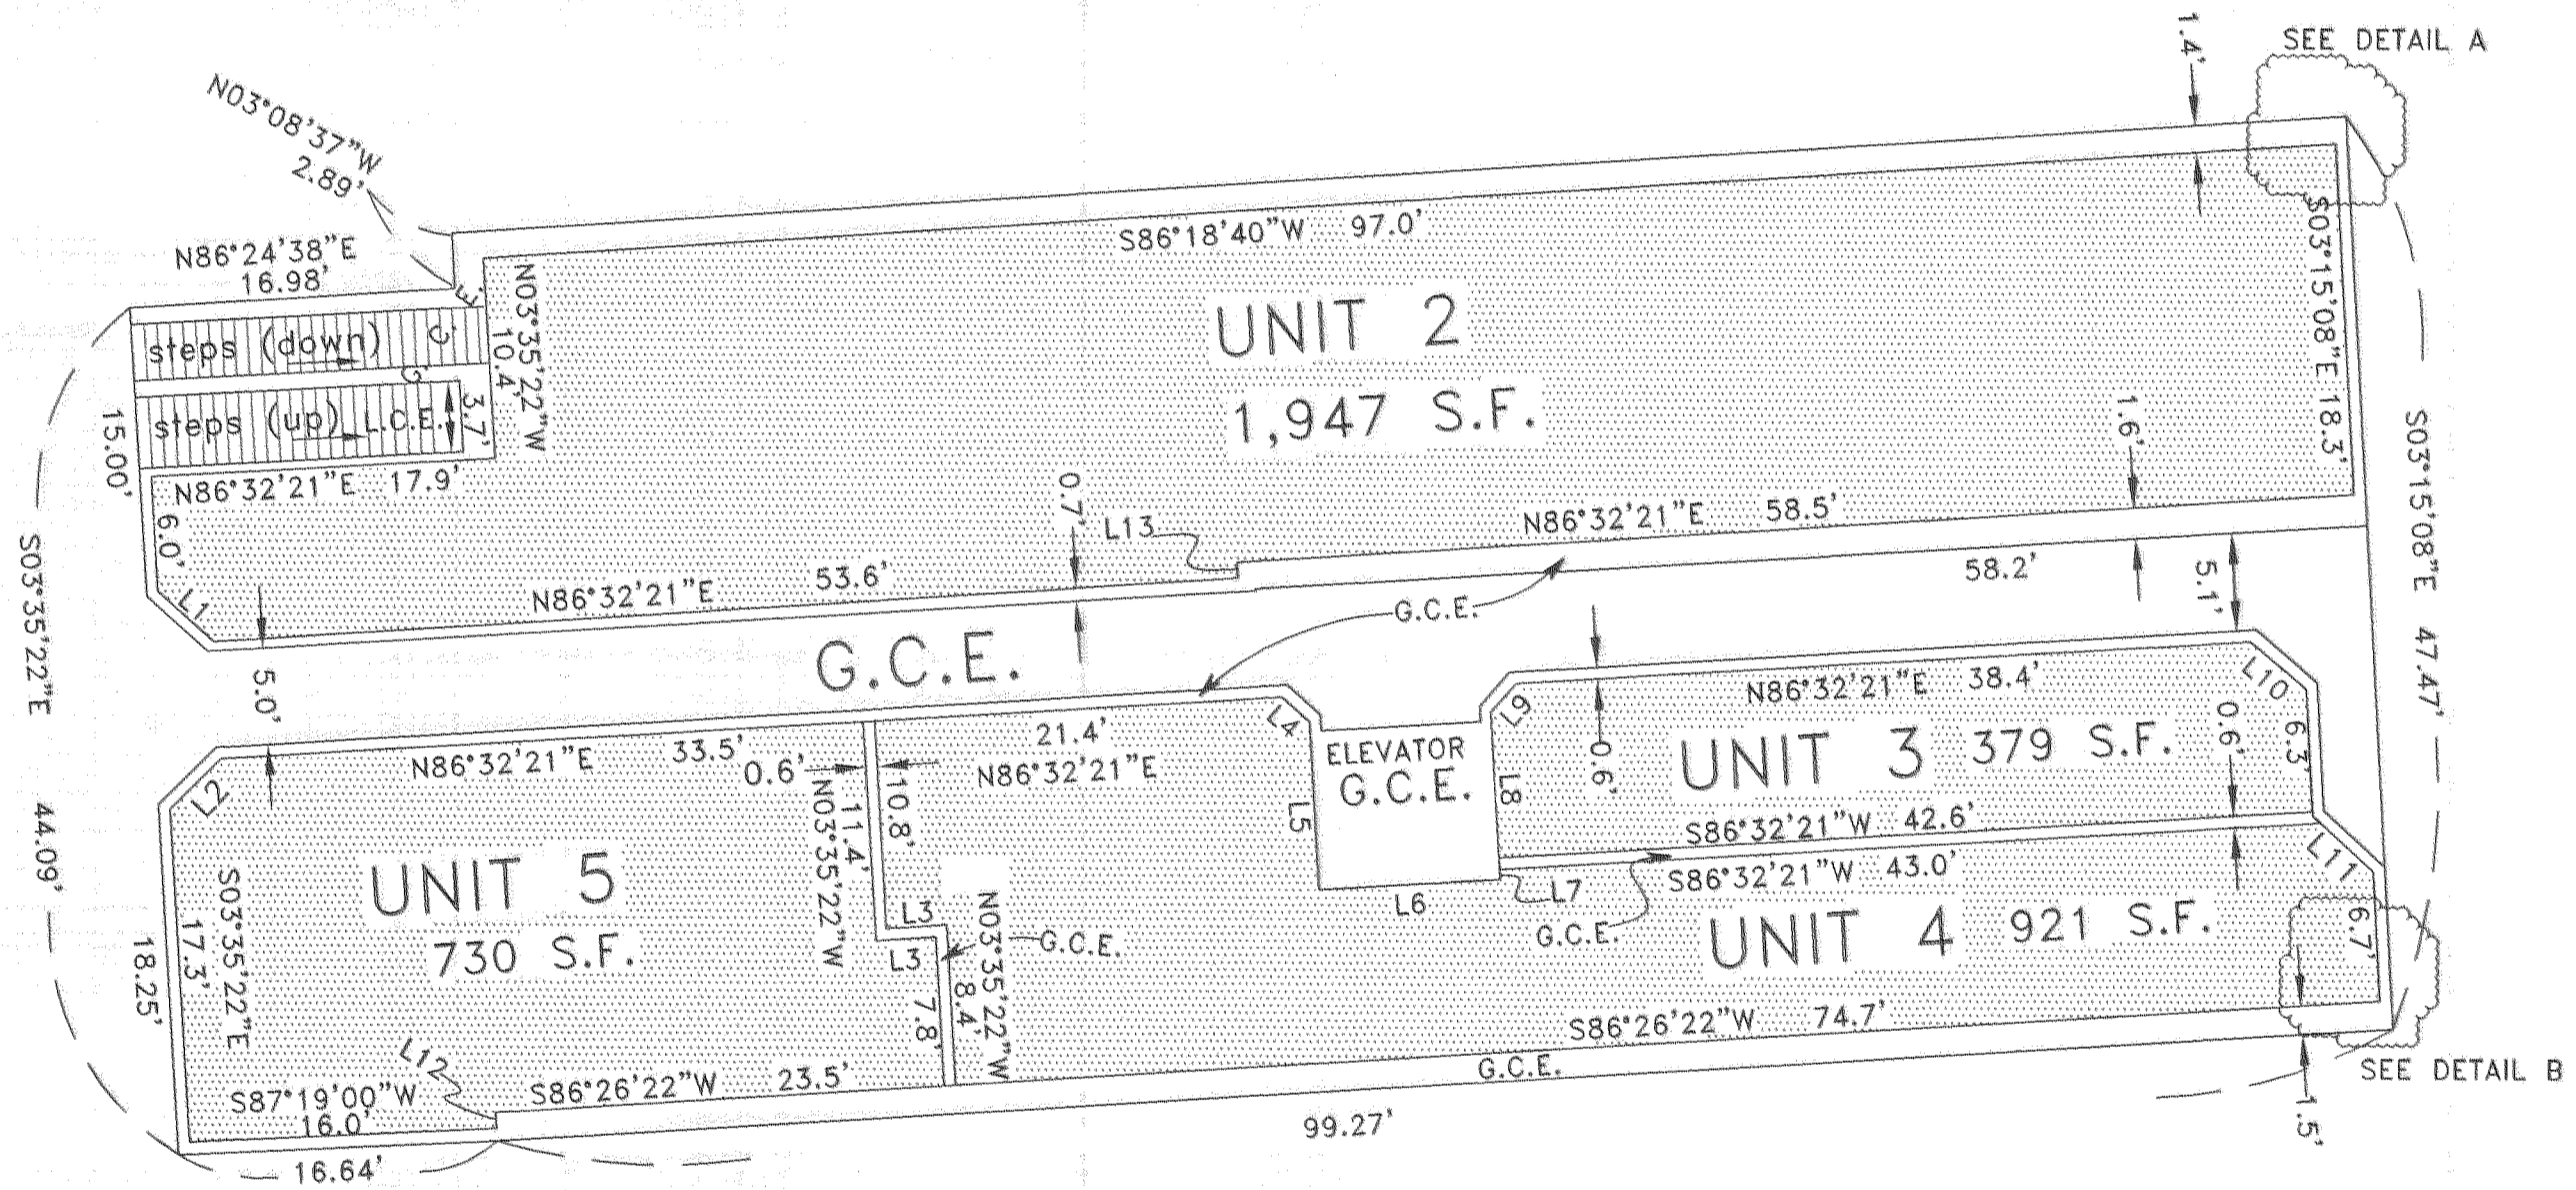 1.4'
SEE DETAIL A
N03°08'37"W
2.89'
N86°24'38"E
16.98'
S86°18'40"W 97.0'
S03°15'08"E 18.3'
N03°35'22"W
10.4'
UNIT 2
1,947 S.F.
steps (down)
steps (up) L.C.E.
3.7'
15.00'
N86°32'21"E 17.9'
6.0'
L1
0.7'
L13
1.6'
N86°32'21"E 58.5'
N86°32'21"E 53.6'
58.2'
5.1'
G.C.E.
G.C.E.
S03°15'08"E 47.47'
S03°35'22"E 44.09'
5.0'
L2
N86°32'21"E 33.5'
0.6'
21.4'
N86°32'21"E
L4
ELEVATOR
G.C.E.
L5
L8
L9
0.6'
N86°32'21"E 38.4'
L10
UNIT 3 379 S.F.
0.6'
6.3'
S86°32'21"W 42.6'
S86°32'21"W 43.0'
L11
L6
L7
G.C.E.
UNIT 4 921 S.F.
6.7'
UNIT 5
730 S.F.
N03°35'22"W
11.4'
10.8'
L3
L3
G.C.E.
N03°35'22"W
8.4'
7.8'
18.25'
17.3'
S03°35'22"E
L12
S87°19'00"W
16.0'
S86°26'22"W 23.5'
S86°26'22"W 74.7'
G.C.E.
SEE DETAIL B
1.5'
99.27'
16.64'